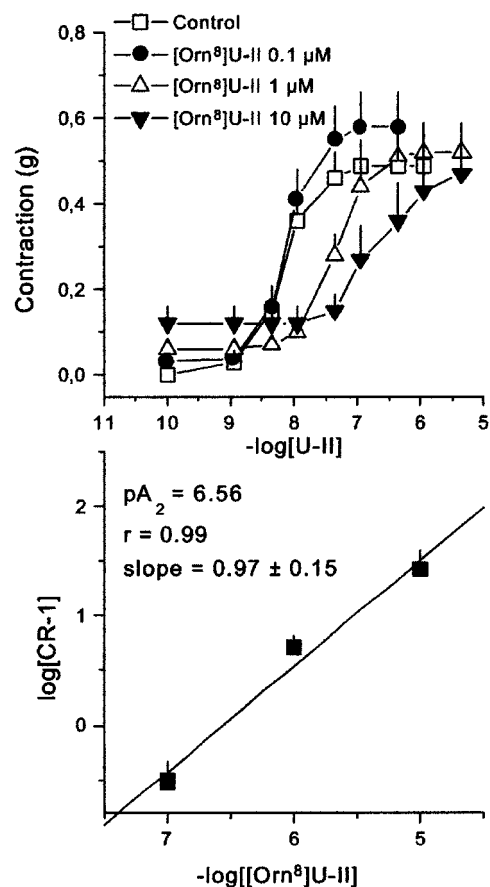 Control
[Orn⁸]U-II 0.1 µM
[Orn⁸]U-II 1 µM
[Orn⁸]U-II 10 µM
Contraction (g)
0,8
0,6
0,4
0,2
0,0
11 10 9 8 7 6 5
-log[U-II]
pA₂ = 6.56
r = 0.99
slope = 0.97 ± 0.15
log[CR-1]
2
1
0
7 6 5
-log[[Orn⁸]U-II]